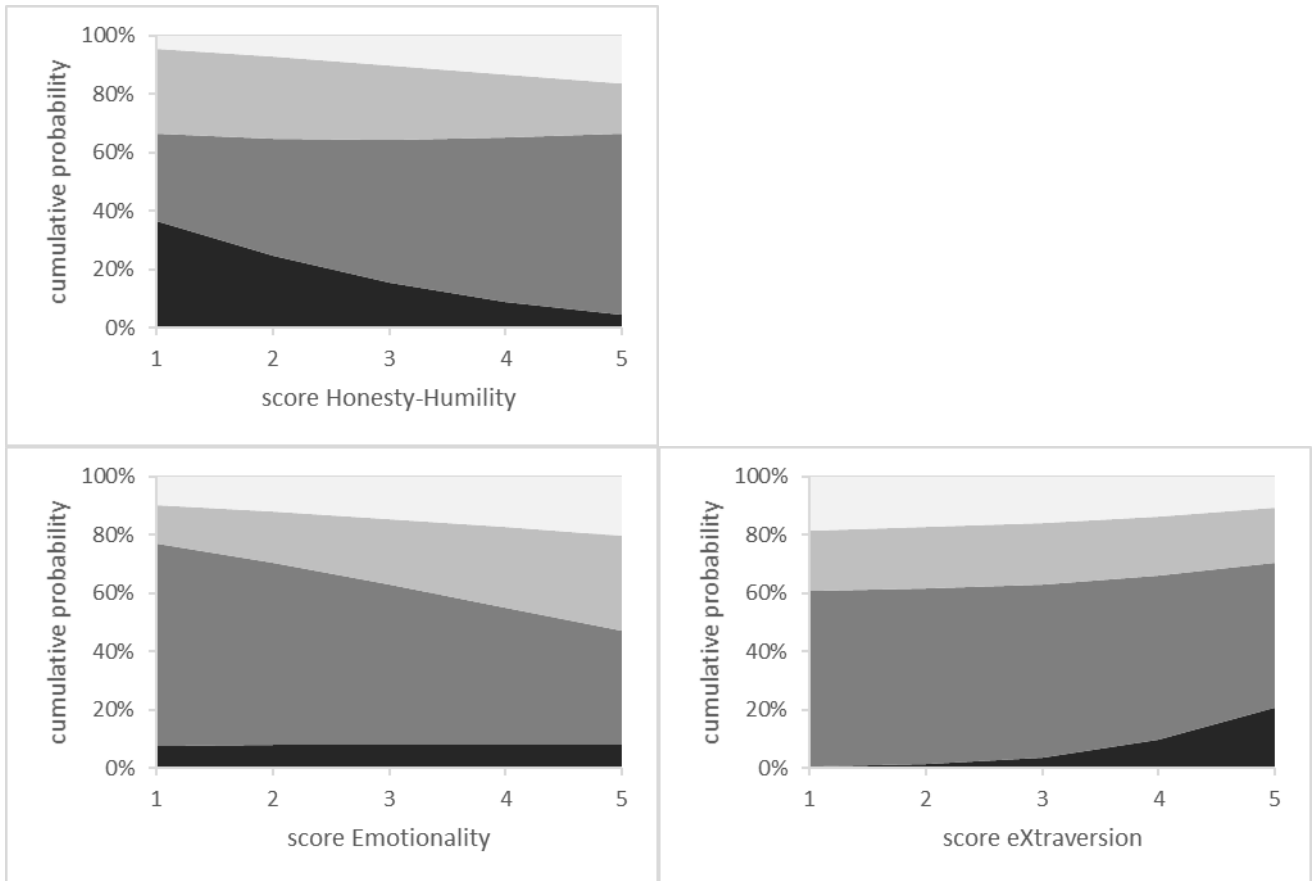 100%
80%
60%
40%
20%
0%
cumulative probability
1 2 3 4 5
score Honesty-Humility
100%
80%
60%
40%
20%
0%
cumulative probability
1 2 3 4 5
score Emotionality
100%
80%
60%
40%
20%
0%
cumulative probability
1 2 3 4 5
score eXtraversion